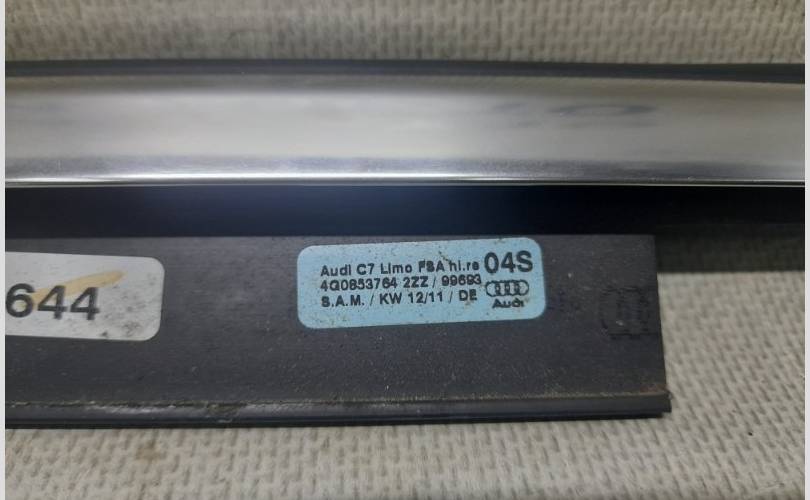 644
Audi C7 Limo FSA hi.re 04S
4G0853764 2ZZ / 99693
S.A.M. / KW 12/11 / DE
Audi